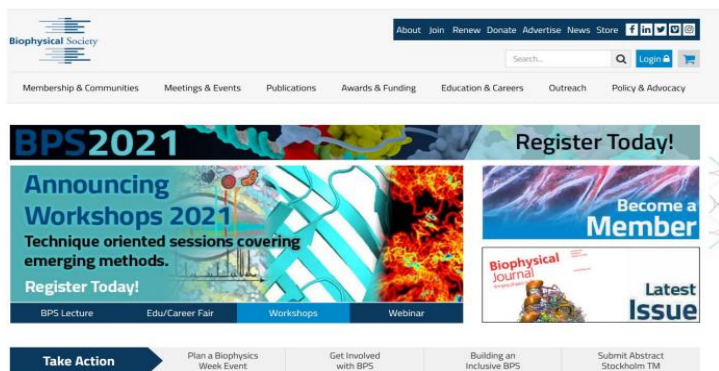 About Join Renew Donate Advertise News Store
Biophysical Society
Search...
Login
Membership & Communities Meetings & Events Publications Awards & Funding Education & Careers Outreach Policy & Advocacy
BPS2021 Register Today!
Announcing
Workshops 2021
Technique oriented sessions covering
emerging methods.
Register Today!
BPS Lecture Edu/Career Fair Workshops Webinar
Become a
Member
Biophysical
Journal
Latest
Issue
Take Action
Plan a Biophysics
Week Event
Get Involved
with BPS
Building an
Inclusive BPS
Submit Abstract
Stockholm TM